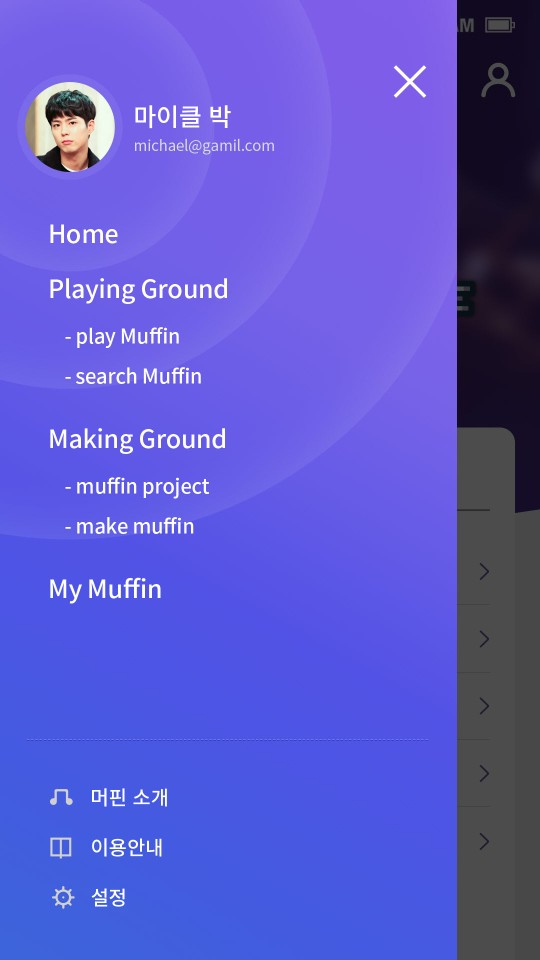 AM
마이클 박
michael@gamil.com
Home
Playing Ground
- play Muffin
- search Muffin
Making Ground
- muffin project
- make muffin
My Muffin
머핀 소개
이용안내
설정